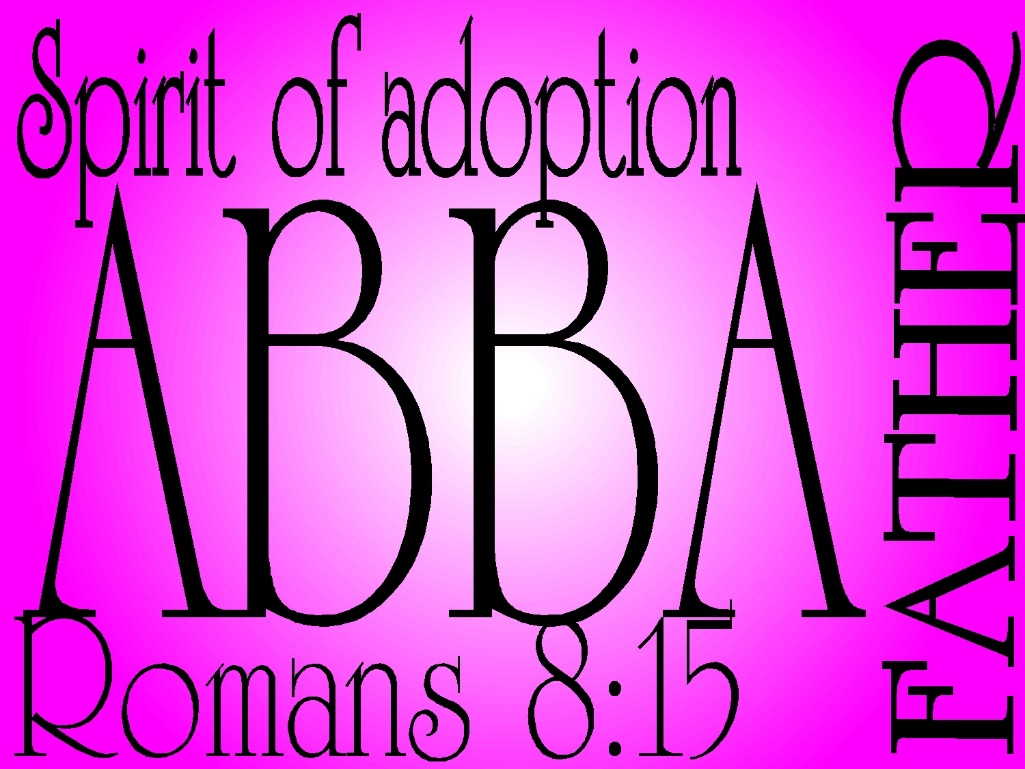 Spirit of adoption
ABBA
FATHER
Romans 8:15